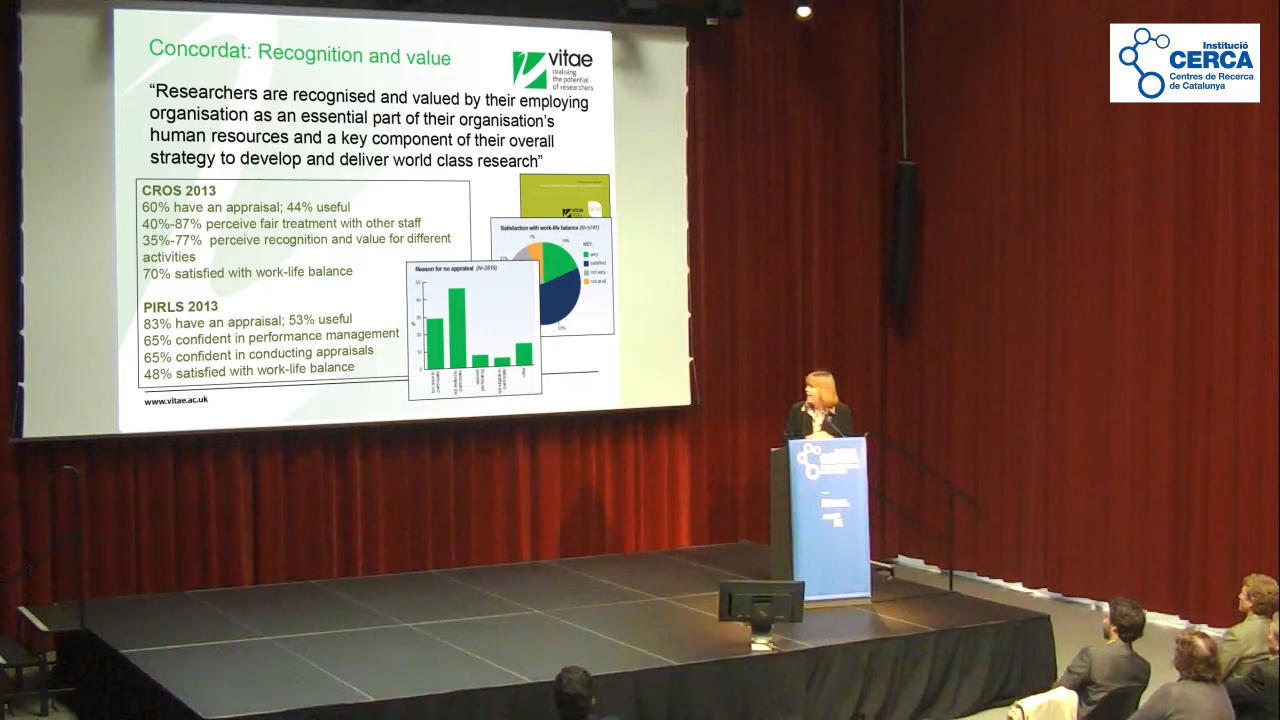 Concordat: Recognition and value
vitae
realising
the potential
of researchers
“Researchers are recognised and valued by their employing
organisation as an essential part of their organisation’s
human resources and a key component of their overall
strategy to develop and deliver world class research”
CROS 2013
60% have an appraisal; 44% useful
40%-87% perceive fair treatment with other staff
35%-77% perceive recognition and value for different
activities
70% satisfied with work-life balance
PIRLS 2013
83% have an appraisal; 53% useful
65% confident in performance management
65% confident in conducting appraisals
48% satisfied with work-life balance
www.vitae.ac.uk
vitae
Satisfaction with work-life balance (N=5141)
KEY:
very
satisfied
not very
not at all
Reason for no appraisal (N=2819)
%
Institució
CERCA
Centres de Recerca
de Catalunya